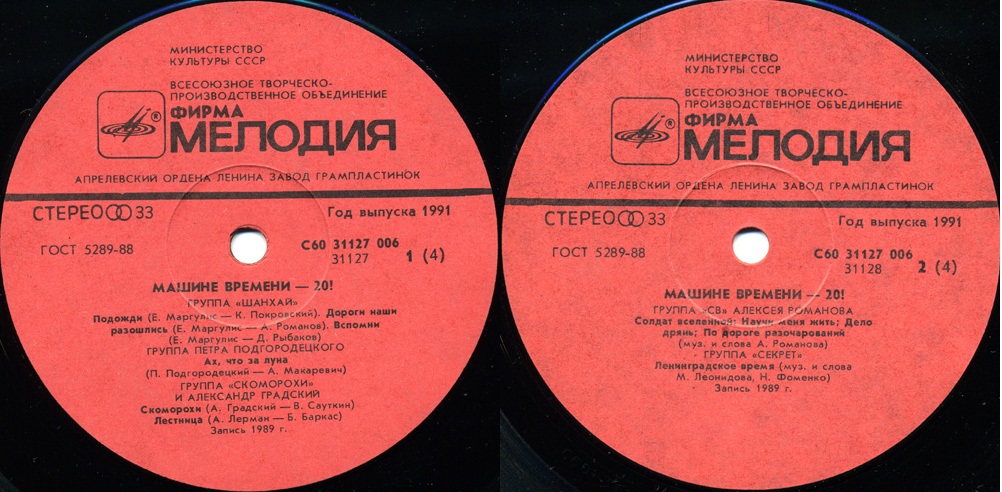 МИНИСТЕРСТВО
КУЛЬТУРЫ СССР
ВСЕСОЮЗНОЕ ТВОРЧЕСКО-
ПРОИЗВОДСТВЕННОЕ ОБЪЕДИНЕНИЕ
ФИРМА
®
МЕЛОДИЯ
АПРЕЛЕВСКИЙ ОРДЕНА ЛЕНИНА ЗАВОД ГРАМПЛАСТИНОК
СТЕРЕО 33
Год выпуска 1991
ГОСТ 5289-88
С60 31127 006
31127 1 (4)
МАШИНЕ ВРЕМЕНИ — 20!
ГРУППА «ШАНХАЙ»
Подожди (Е. Маргулис — К. Покровский). Дороги наши
разошлись (Е. Маргулис — А. Романов). Вспомни
(Е. Маргулис — Д. Рыбаков)
ГРУППА ПЕТРА ПОДГОРОДЕЦКОГО
Ах, что за луна
(П. Подгородецкий — А. Макаревич)
ГРУППА «СКОМОРОХИ»
И АЛЕКСАНДР ГРАДСКИЙ
Скоморохи (А. Градский — В. Сауткин)
Лестница (А. Лерман — Б. Баркас)
Запись 1989 г.
МИНИСТЕРСТВО
КУЛЬТУРЫ СССР
ВСЕСОЮЗНОЕ ТВОРЧЕСКО-
ПРОИЗВОДСТВЕННОЕ ОБЪЕДИНЕНИЕ
ФИРМА
®
МЕЛОДИЯ
АПРЕЛЕВСКИЙ ОРДЕНА ЛЕНИНА ЗАВОД ГРАМПЛАСТИНОК
СТЕРЕО 33
Год выпуска 1991
ГОСТ 5289-88
С60 31127 006
31128 2 (4)
МАШИНЕ ВРЕМЕНИ — 20!
ГРУППА «СВ» АЛЕКСЕЯ РОМАНОВА
Солдат вселенной; Научи меня жить; Дело
дрянь; По дороге разочарований
(муз. и слова А. Романова)
ГРУППА «СЕКРЕТ»
Ленинградское время (муз. и слова
М. Леонидова, Н. Фоменко)
Запись 1989 г.